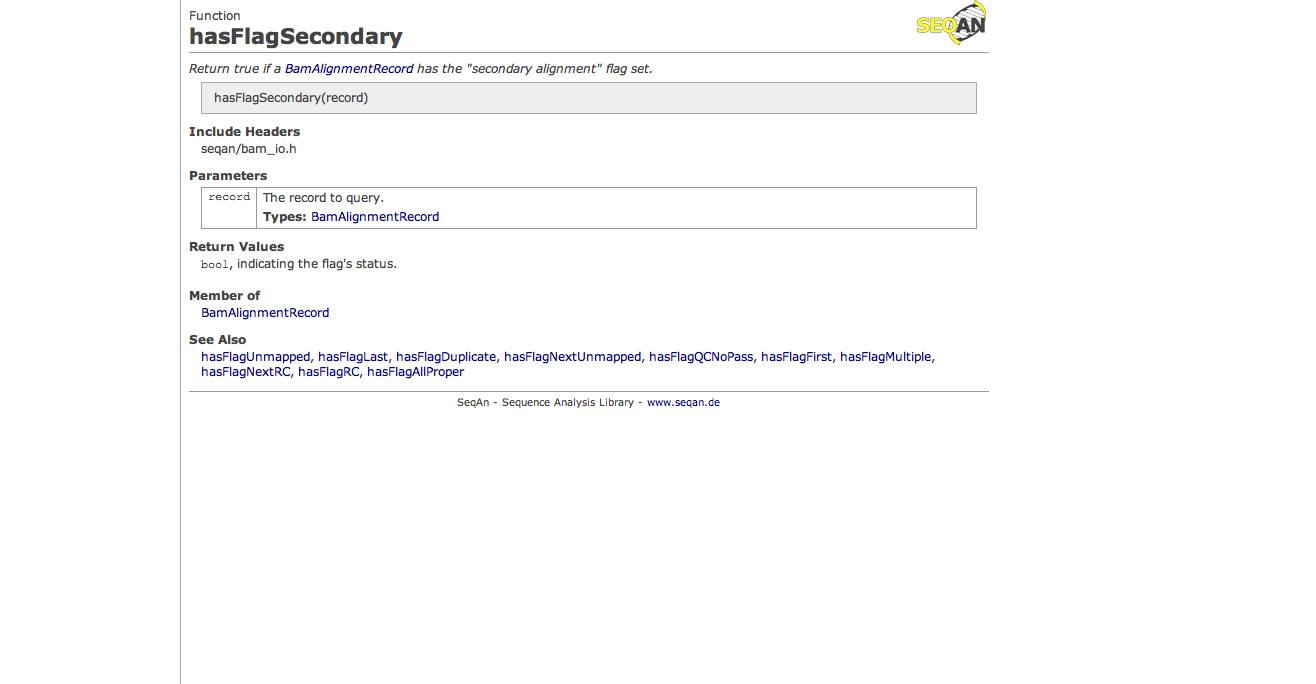 Function
hasFlagSecondary
SEQAN
Return true if a BamAlignmentRecord has the "secondary alignment" flag set.
hasFlagSecondary(record)
Include Headers
seqan/bam_io.h
Parameters
record The record to query.
Types: BamAlignmentRecord
Return Values
bool, indicating the flag's status.
Member of
BamAlignmentRecord
See Also
hasFlagUnmapped, hasFlagLast, hasFlagDuplicate, hasFlagNextUnmapped, hasFlagQCNoPass, hasFlagFirst, hasFlagMultiple,
hasFlagNextRC, hasFlagRC, hasFlagAllProper
SeqAn - Sequence Analysis Library - www.seqan.de